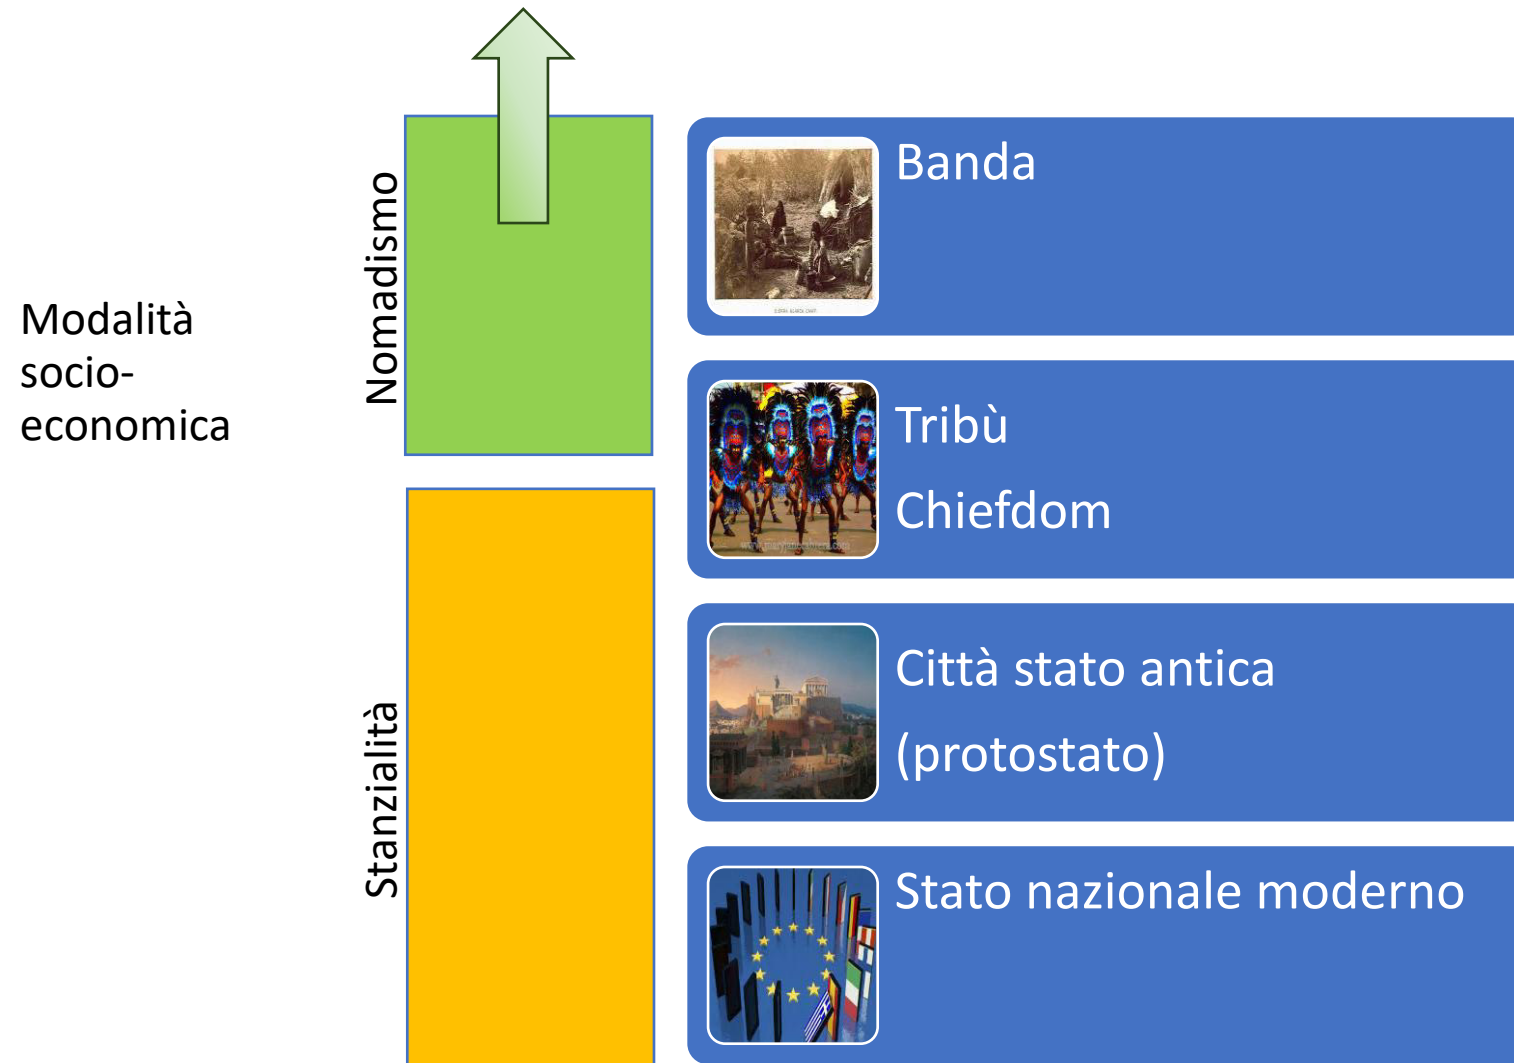 Modalità
socio-
economica
Nomadismo
Stanzialità
Banda
Tribù
Chiefdom
Città stato antica
(protostato)
Stato nazionale moderno